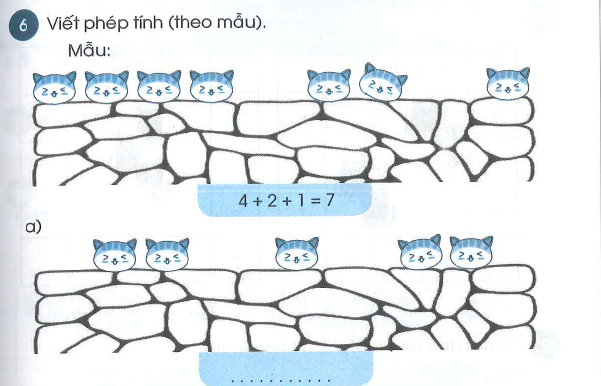 6 Viết phép tính (theo mẫu).
Mẫu:
4 + 2 + 1 = 7
a)
...........